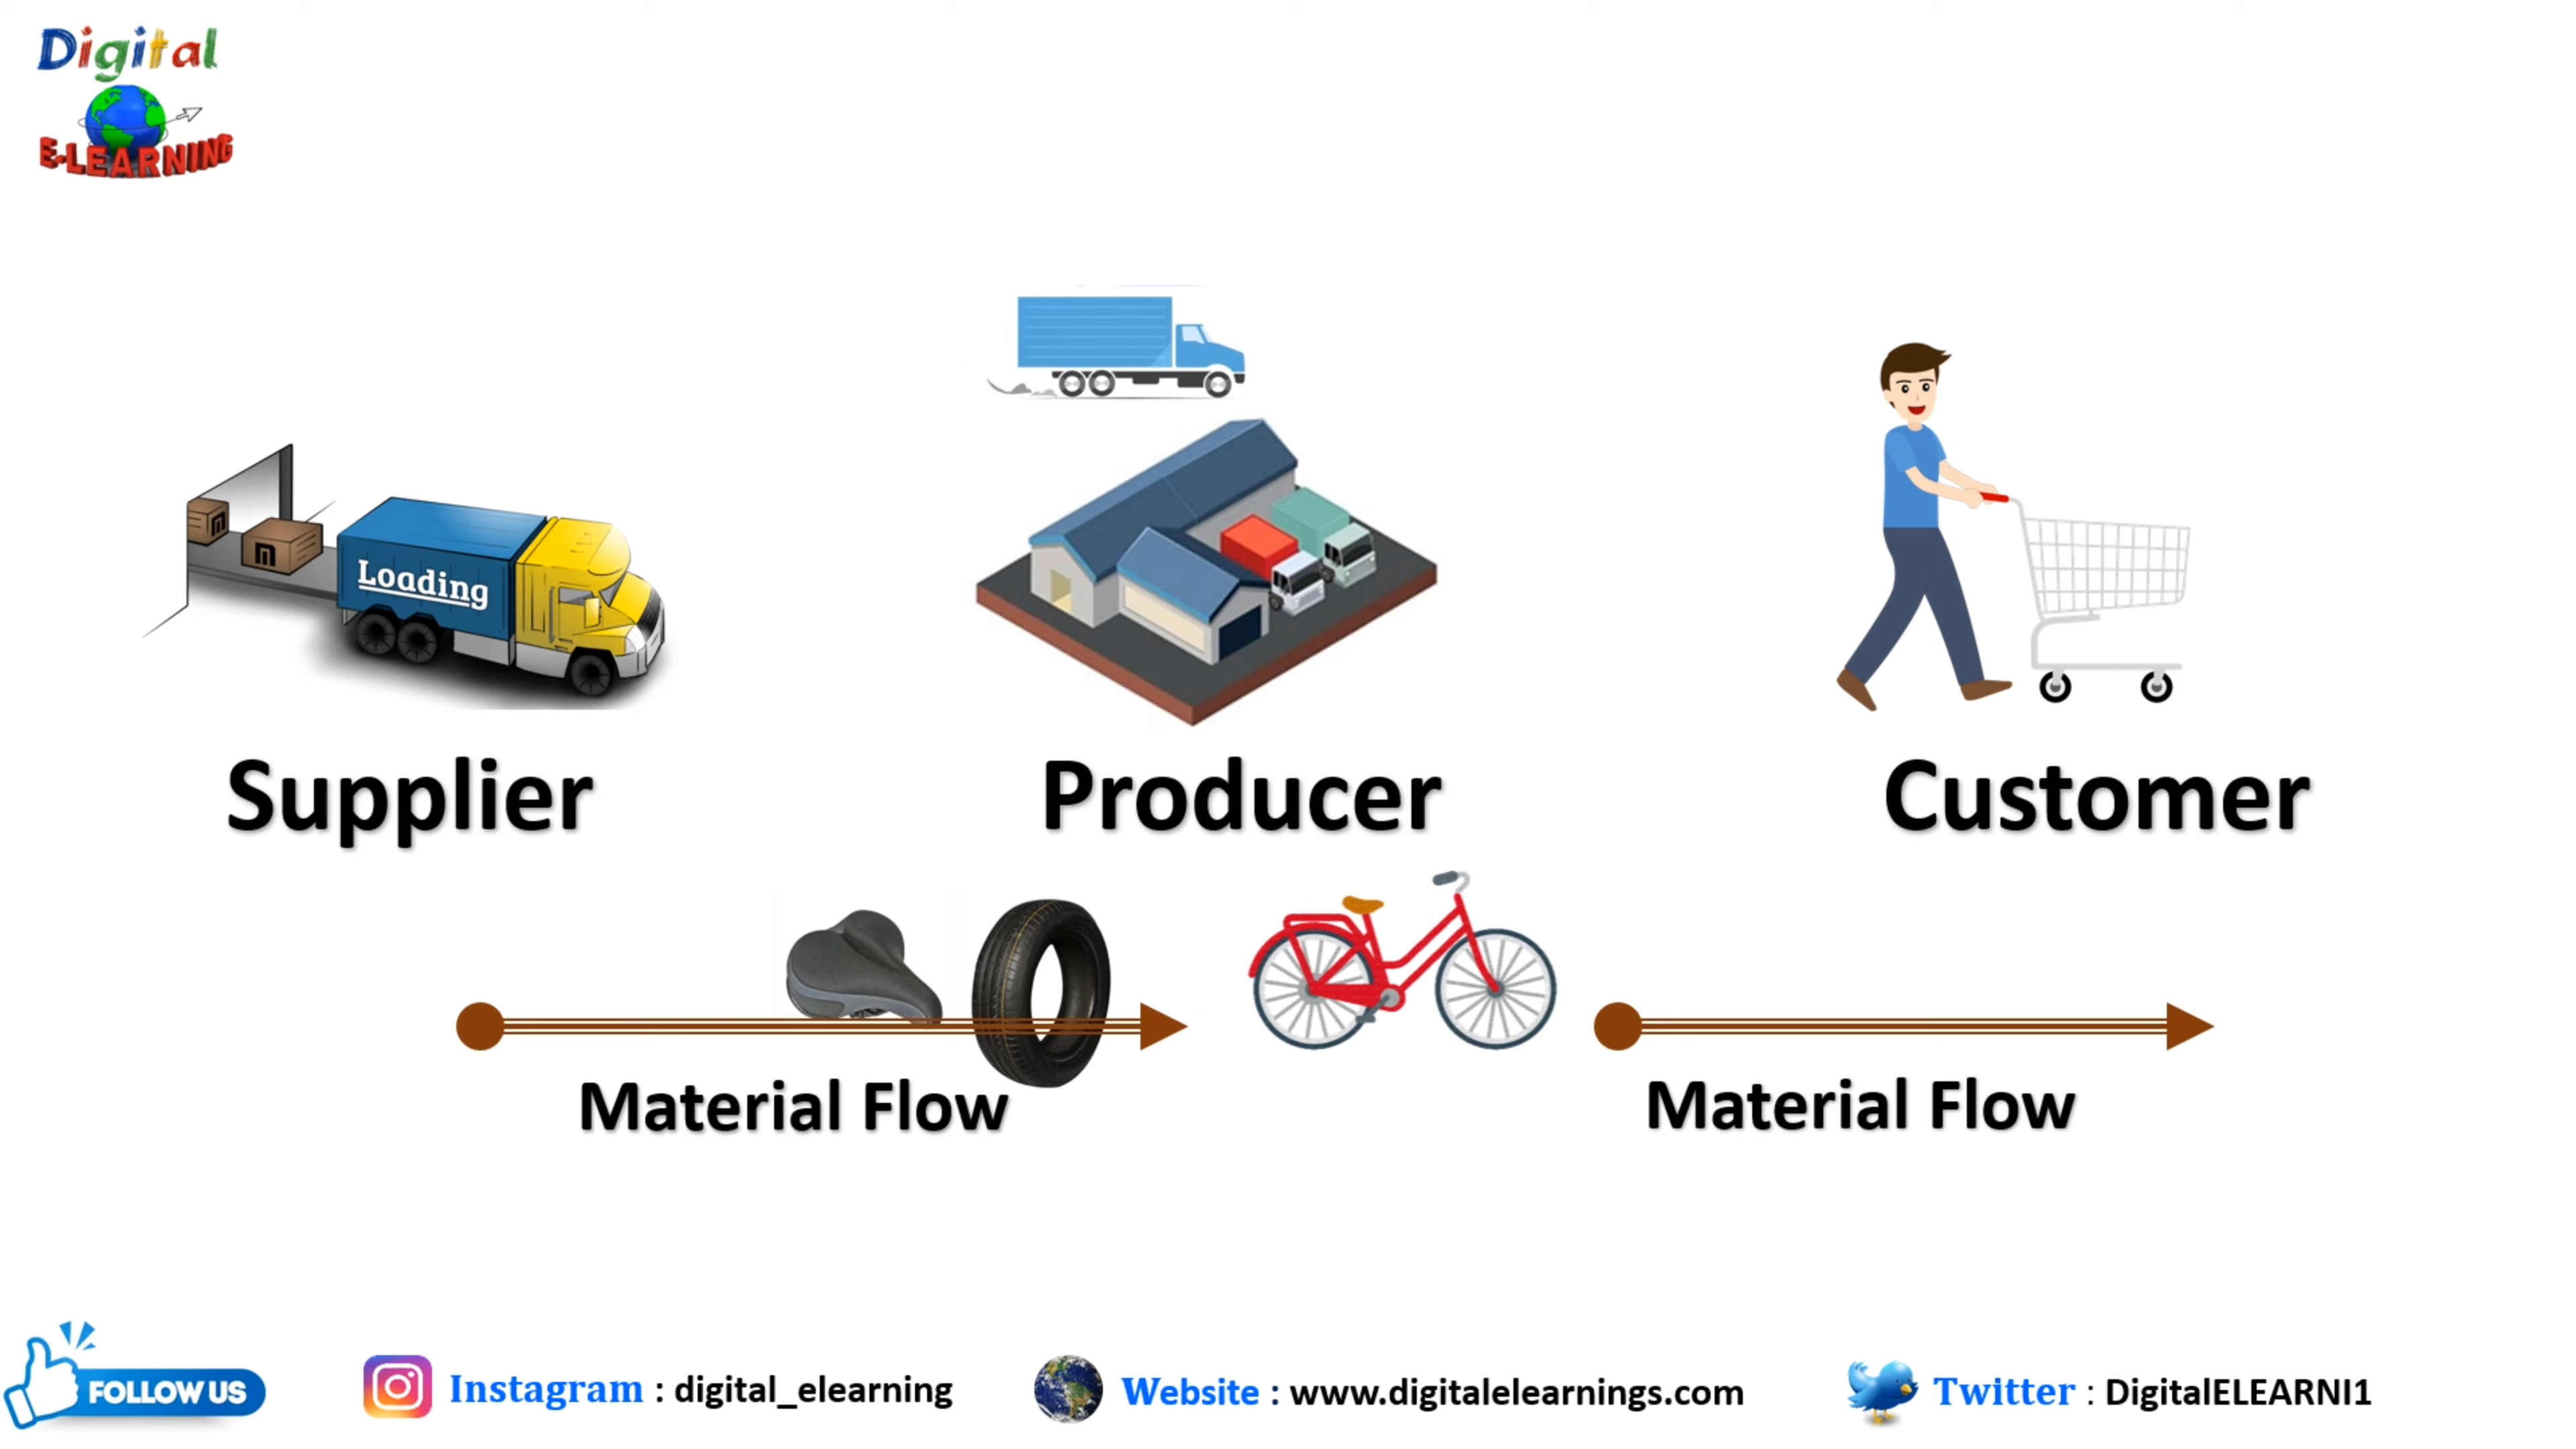 Digital
E-LEARNING
Loading
Supplier
Producer
Customer
Material Flow
Material Flow
FOLLOW US
Instagram : digital_elearning
Website : www.digitalelearnings.com
Twitter : DigitalELEARNI1